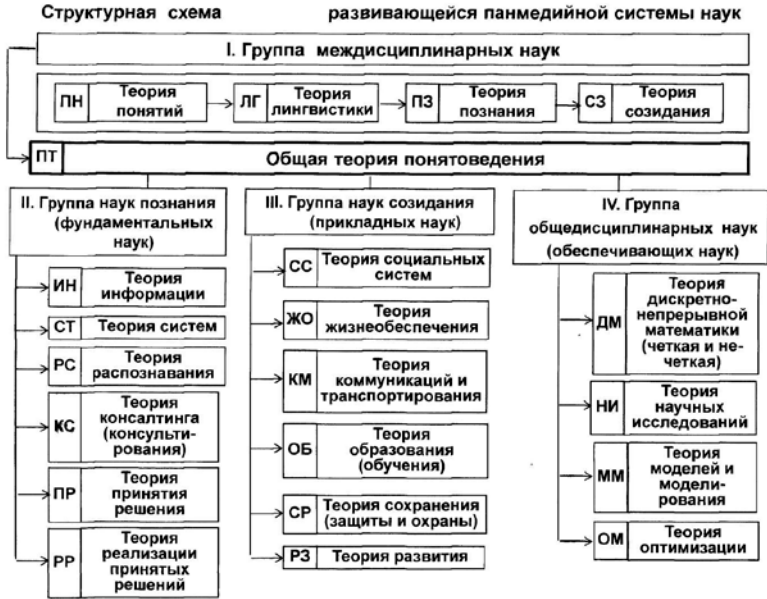 Структурная схема развивающейся панмедийной системы наук
I. Группа междисциплинарных наук
ПН
Теория
понятий
ЛГ
Теория
лингвистики
ПЗ
Теория
познания
СЗ
Теория
созидания
ПТ
Общая теория понятоведения
II. Группа наук познания
(фундаментальных
наук)
ИН
Теория
информации
СТ
Теория систем
РС
Теория
распознавания
КС
Теория
консалтинга
(консульти-
рования)
ПР
Теория
принятия
решения
РР
Теория
реализации
принятых
решений
III. Группа наук созидания
(прикладных наук)
СС
Теория социальных
систем
ЖО
Теория
жизнеобеспечения
КМ
Теория
коммуникаций и
транспортирования
ОБ
Теория
образования
(обучения)
СР
Теория сохранения
(защиты и охраны)
РЗ
Теория развития
IV. Группа
общедисциплинарных наук
(обеспечивающих наук)
ДМ
Теория
дискретно-
непрерывной
математики
(четкая и не-
четкая)
НИ
Теория
научных
исследований
ММ
Теория
моделей и
модели-
рования
ОМ
Теория
оптимизации